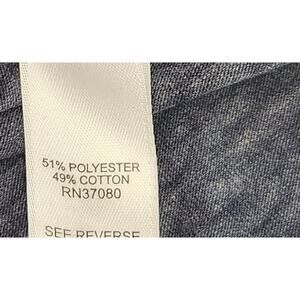 51% POLYESTER
49% COTTON
RN37080
SEE REVERSE